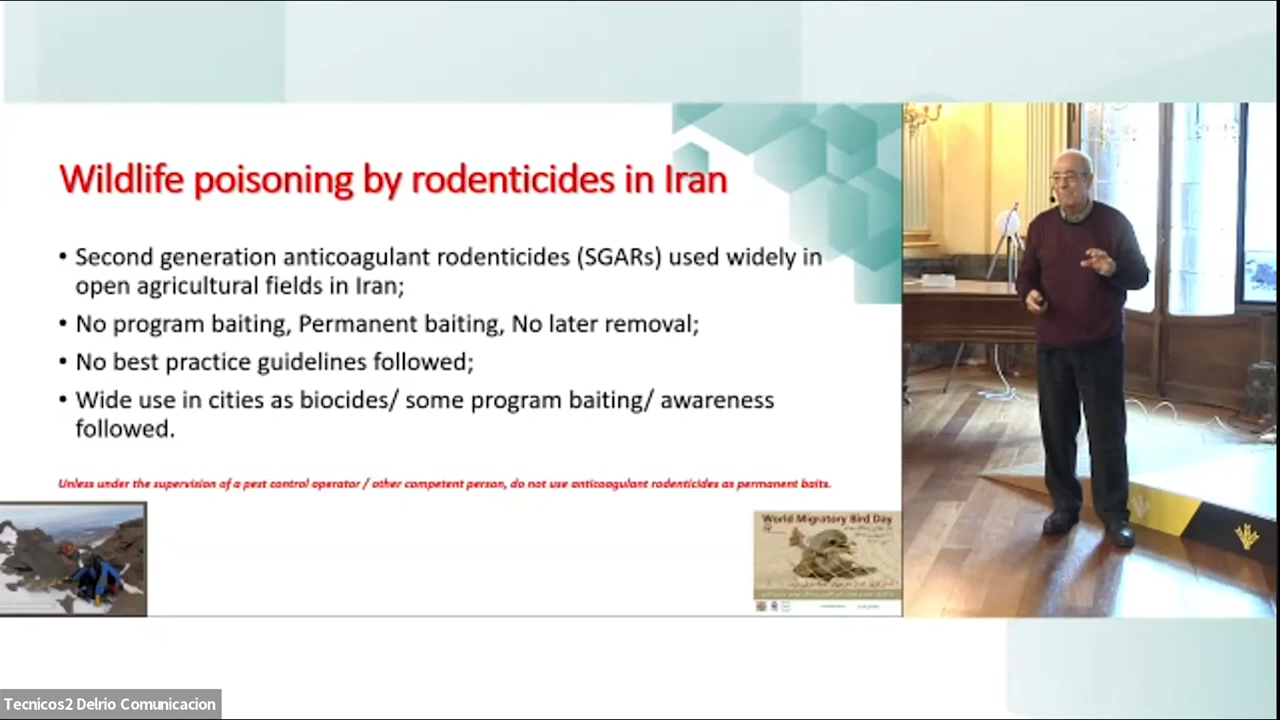 Wildlife poisoning by rodenticides in Iran
• Second generation anticoagulant rodenticides (SGARs) used widely in
open agricultural fields in Iran;
• No program baiting, Permanent baiting, No later removal;
• No best practice guidelines followed;
• Wide use in cities as biocides/ some program baiting/ awareness
followed.
Unless under the supervision of a pest control operator / other competent person, do not use anticoagulant rodenticides as permanent baits.
World Migratory Bird Day
Tecnicos2 Delrio Comunicacion